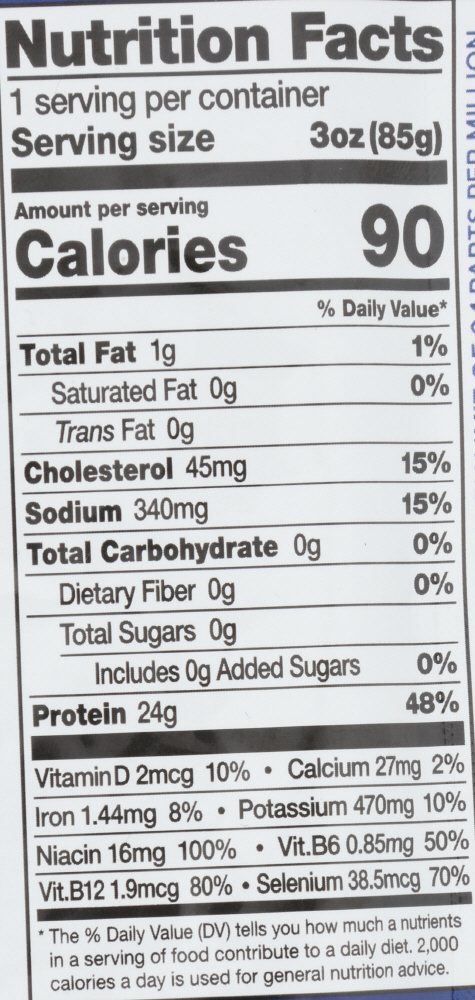 Nutrition Facts
1 serving per container
Serving size 3oz (85g)
Amount per serving
Calories 90
% Daily Value*
Total Fat 1g 1%
Saturated Fat 0g 0%
Trans Fat 0g
Cholesterol 45mg 15%
Sodium 340mg 15%
Total Carbohydrate 0g 0%
Dietary Fiber 0g 0%
Total Sugars 0g
Includes 0g Added Sugars 0%
Protein 24g 48%
Vitamin D 2mcg 10% • Calcium 27mg 2%
Iron 1.44mg 8% • Potassium 470mg 10%
Niacin 16mg 100% • Vit.B6 0.85mg 50%
Vit.B12 1.9mcg 80% • Selenium 38.5mcg 70%
* The % Daily Value (DV) tells you how much a nutrients
in a serving of food contribute to a daily diet. 2,000
calories a day is used for general nutrition advice.
PARTS PER MILLION